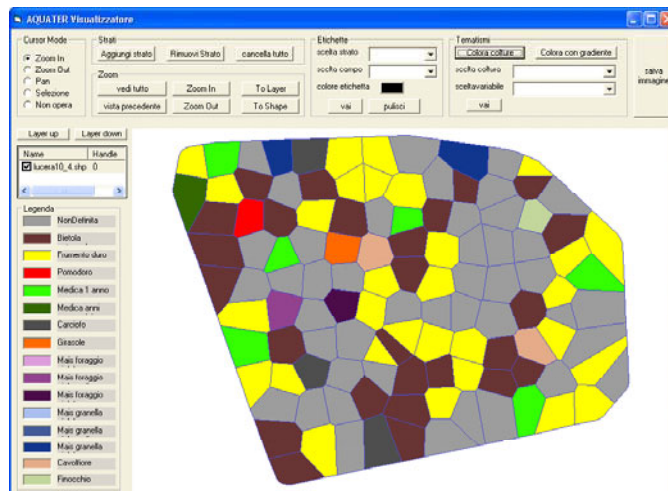 AQUATER Visualizzatore
Cursor Mode
Zoom In
Zoom Out
Pan
Selezione
Non opera
Strati
Aggiungi strato
Rimuovi Strato
cancella tutto
Zoom
vedi tutto
Zoom In
To Layer
vista precedente
Zoom Out
To Shape
Etichette
scelta strato
scelta campo
colore etichetta
vai
pulisci
Tematismi
Colora colture
Colora con gradiente
scelta coltura
sceltavariabile
vai
salva
immagine
Layer up
Layer down
Name
Handle
lucera10_4.shp
0
Legenda
NonDefinita
Bietola
Frumento duro
Pomodoro
Medica 1 anno
Medica anni
Carciofo
Girasole
Mais foraggio
Mais foraggio
Mais foraggio
Mais granella
Mais granella
Mais granella
Cavolfiore
Finocchio